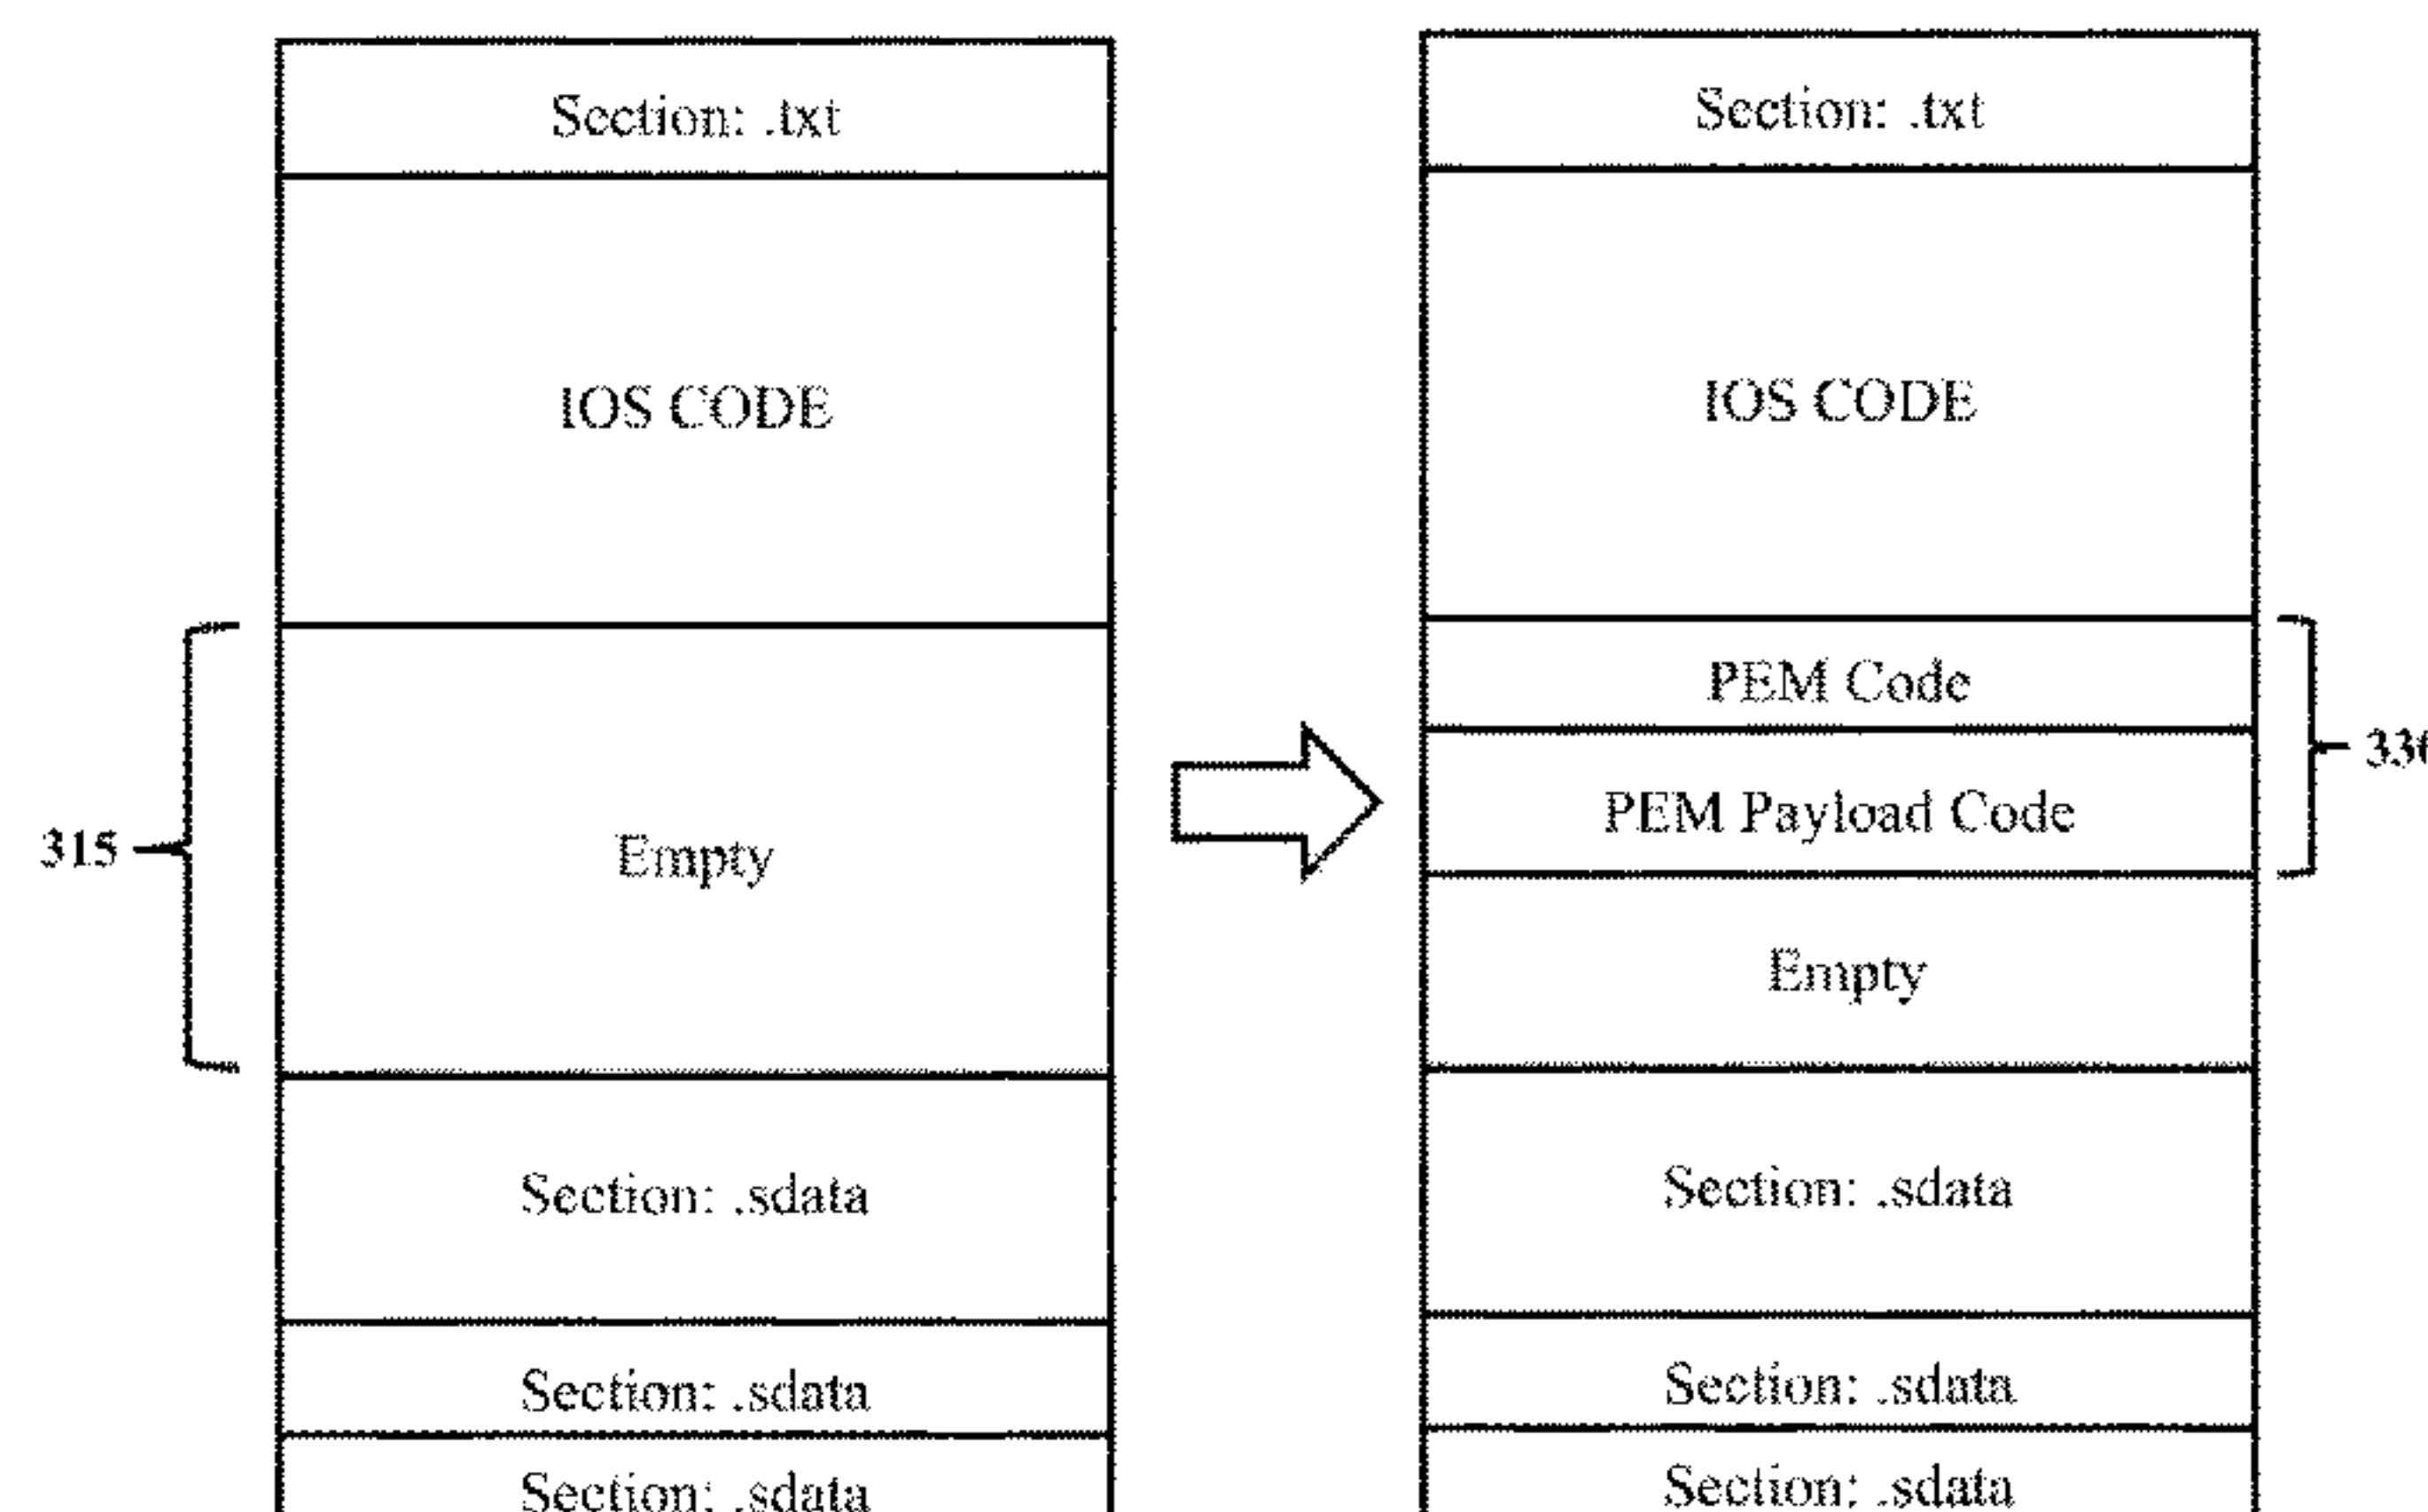 Section: .txt
IOS CODE
315
Empty
Section: .sdata
Section: .sdata
Section: .sdata
Section: .txt
IOS CODE
PEM Code
PEM Payload Code
Empty
Section: .sdata
Section: .sdata
Section: .sdata